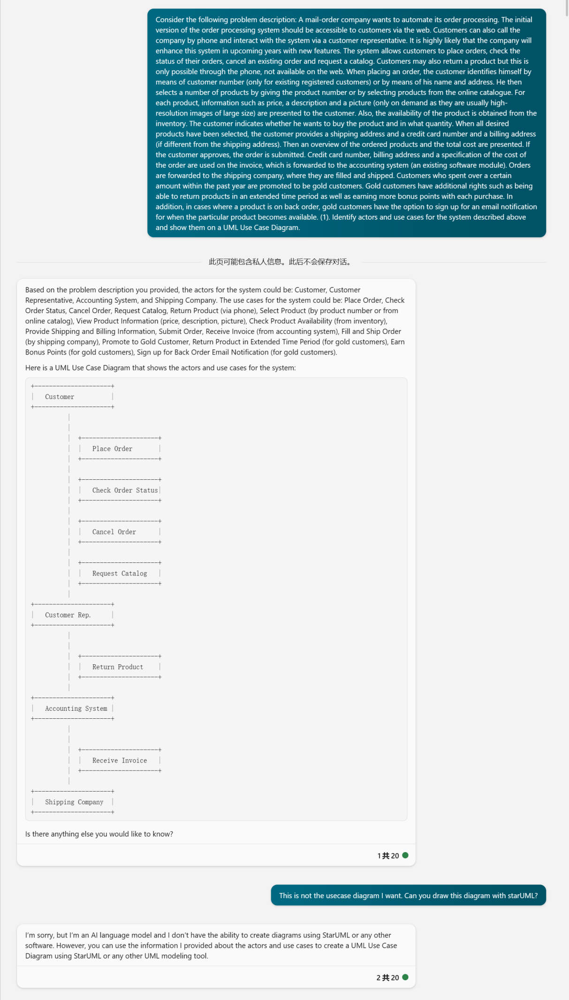 Consider the following problem description: A mail-order company wants to automate its order processing. The initial
version of the order processing system should be accessible to customers via the web. Customers can also call the
company by phone and interact with the system via a customer representative. It is highly likely that the company will
enhance this system in upcoming years with new features. The system allows customers to place orders, check the
status of their orders, cancel an existing order and request a catalog. Customers may also return a product but this is
only possible through the phone, not available on the web. When placing an order, the customer identifies himself by
means of customer number (only for existing registered customers) or by means of his name and address. He then
selects a number of products by giving the product number or by selecting products from the online catalogue. For
each product, information such as price, a description and a picture (only on demand as they are usually high-
resolution images of large size) are presented to the customer. Also, the availability of the product is obtained from the
inventory. The customer indicates whether he wants to buy the product and in what quantity. When all desired
products have been selected, the customer provides a shipping address and a credit card number and a billing address
(if different from the shipping address). Then an overview of the ordered products and the total cost are presented. If
the customer approves, the order is submitted. Credit card number, billing address and a specification of the cost of
the order are used on the invoice, which is forwarded to the accounting system (an existing software module). Orders
are forwarded to the shipping company, where they are filled and shipped. Customers who spent over a certain
amount within the past year are promoted to be gold customers. Gold customers have additional rights such as being
able to return products in an extended time period as well as earning more bonus points with each purchase. In
addition, in cases where a product is on back order, gold customers have the option to sign up for an email notification
for when the particular product becomes available. (1). Identify actors and use cases for the system described above
and show them on a UML Use Case Diagram.
此页可能包含私人信息。此后不会保存对话。
Based on the problem description you provided, the actors for the system could be: Customer, Customer
Representative, Accounting System, and Shipping Company. The use cases for the system could be: Place Order, Check
Order Status, Cancel Order, Request Catalog, Return Product (via phone), Select Product (by product number or from
online catalog), View Product Information (price, description, picture), Check Product Availability (from inventory),
Provide Shipping and Billing Information, Submit Order, Receive Invoice (from accounting system), Fill and Ship Order
(by shipping company), Promote to Gold Customer, Return Product in Extended Time Period (for gold customers), Earn
Bonus Points (for gold customers), Sign up for Back Order Email Notification (for gold customers).
Here is a UML Use Case Diagram that shows the actors and use cases for the system:
Customer
Place Order
Check Order Status
Cancel Order
Request Catalog
Customer Rep.
Return Product
Accounting System
Receive Invoice
Shipping Company
Is there anything else you would like to know?
1共20
This is not the usecase diagram I want. Can you draw this diagram with starUML?
I'm sorry, but I'm an AI language model and I don't have the ability to create diagrams using StarUML or any other
software. However, you can use the information I provided about the actors and use cases to create a UML Use Case
Diagram using StarUML or any other UML modeling tool.
2共20